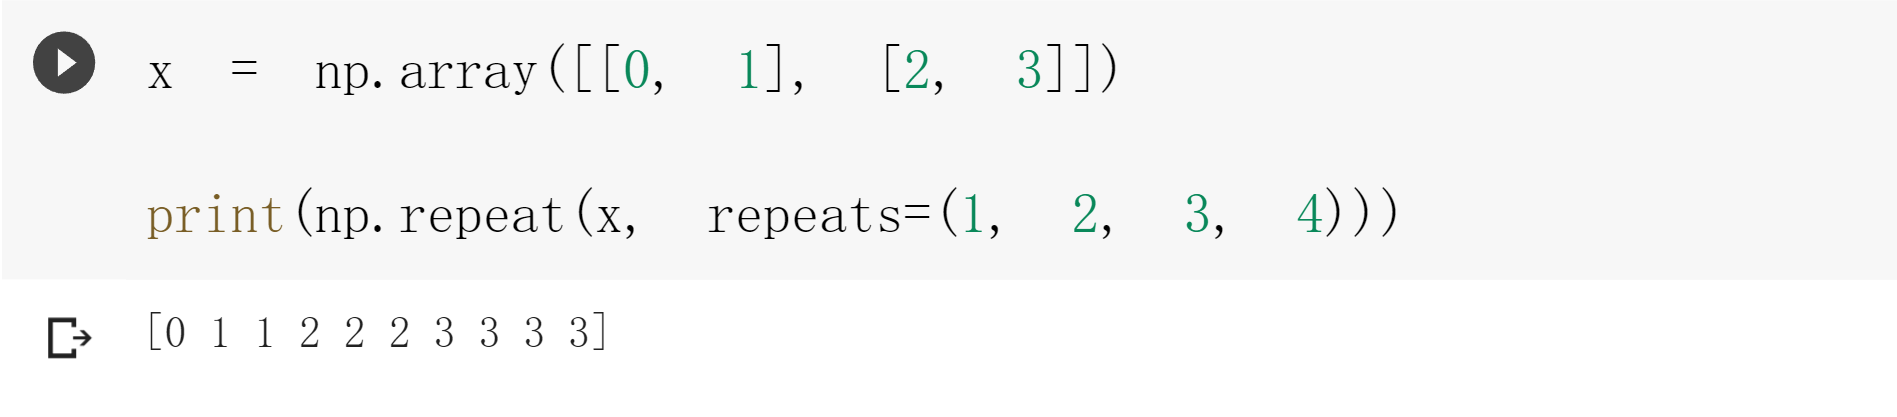 x = np.array([[0, 1], [2, 3]])
print(np.repeat(x, repeats=(1, 2, 3, 4)))
[0 1 1 2 2 2 3 3 3 3]